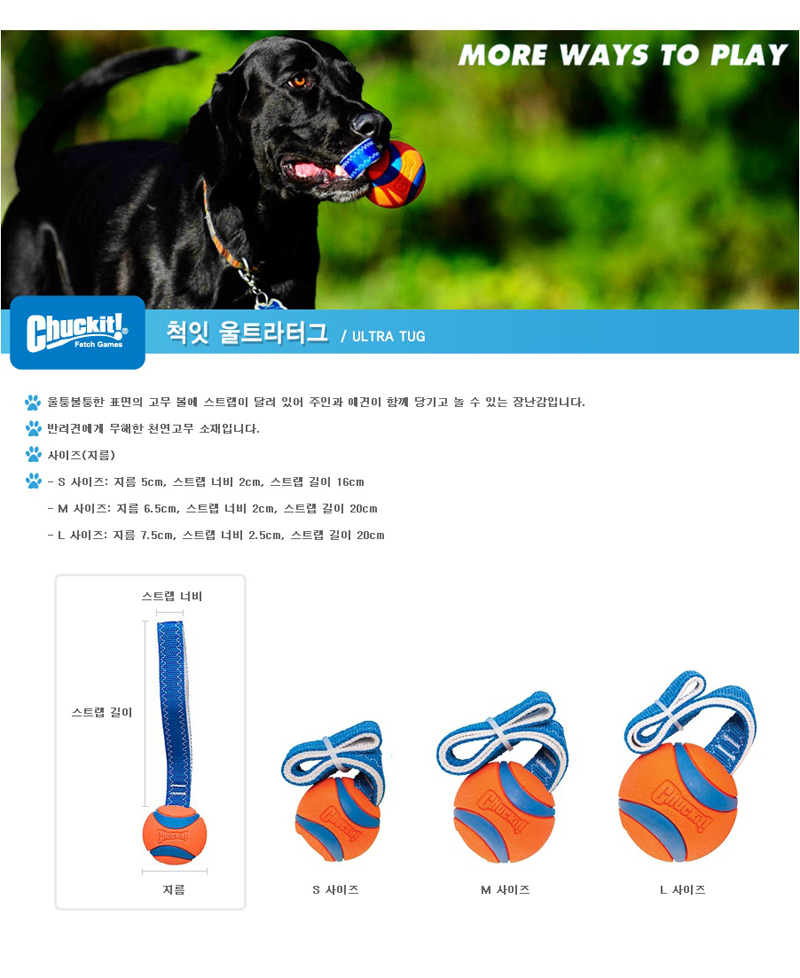 MORE WAYS TO PLAY
Chuckit!®
Fetch Games
척잇 울트라터그 / ULTRA TUG
울퉁불퉁한 표면의 고무 볼에 스트랩이 달려 있어 주인과 애견이 함께 당기고 놀 수 있는 장난감입니다.
반려견에게 무해한 천연고무 소재입니다.
사이즈(지름)
- S 사이즈: 지름 5cm, 스트랩 너비 2cm, 스트랩 길이 16cm
- M 사이즈: 지름 6.5cm, 스트랩 너비 2cm, 스트랩 길이 20cm
- L 사이즈: 지름 7.5cm, 스트랩 너비 2.5cm, 스트랩 길이 20cm
스트랩 너비
스트랩 길이
Chuckit!
Chuckit!
Chuckit!
Chuckit!
지름
S 사이즈
M 사이즈
L 사이즈